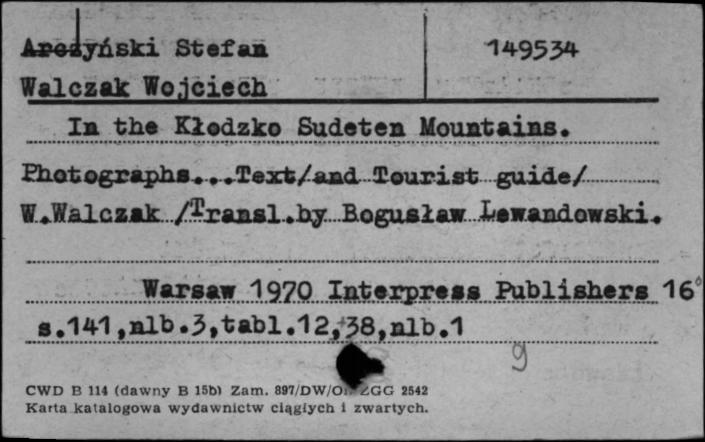 Arczyński Stefan 149534
Walczak Wojciech
In the Kłodzko Sudeten Mountains.
Photographs...Text/and Tourist guide/
W.Walczak /Transl.by Bogusław Lewandowski.
Warsaw 1970 Interpress Publishers 16°
s.141,nlb.3,tabl.12,+38,nlb.1
9
CWD B 114 (dawny B 15b) Zam. 897/DW/O ZGG 2542
Karta katalogowa wydawnictw ciągłych i zwartych.